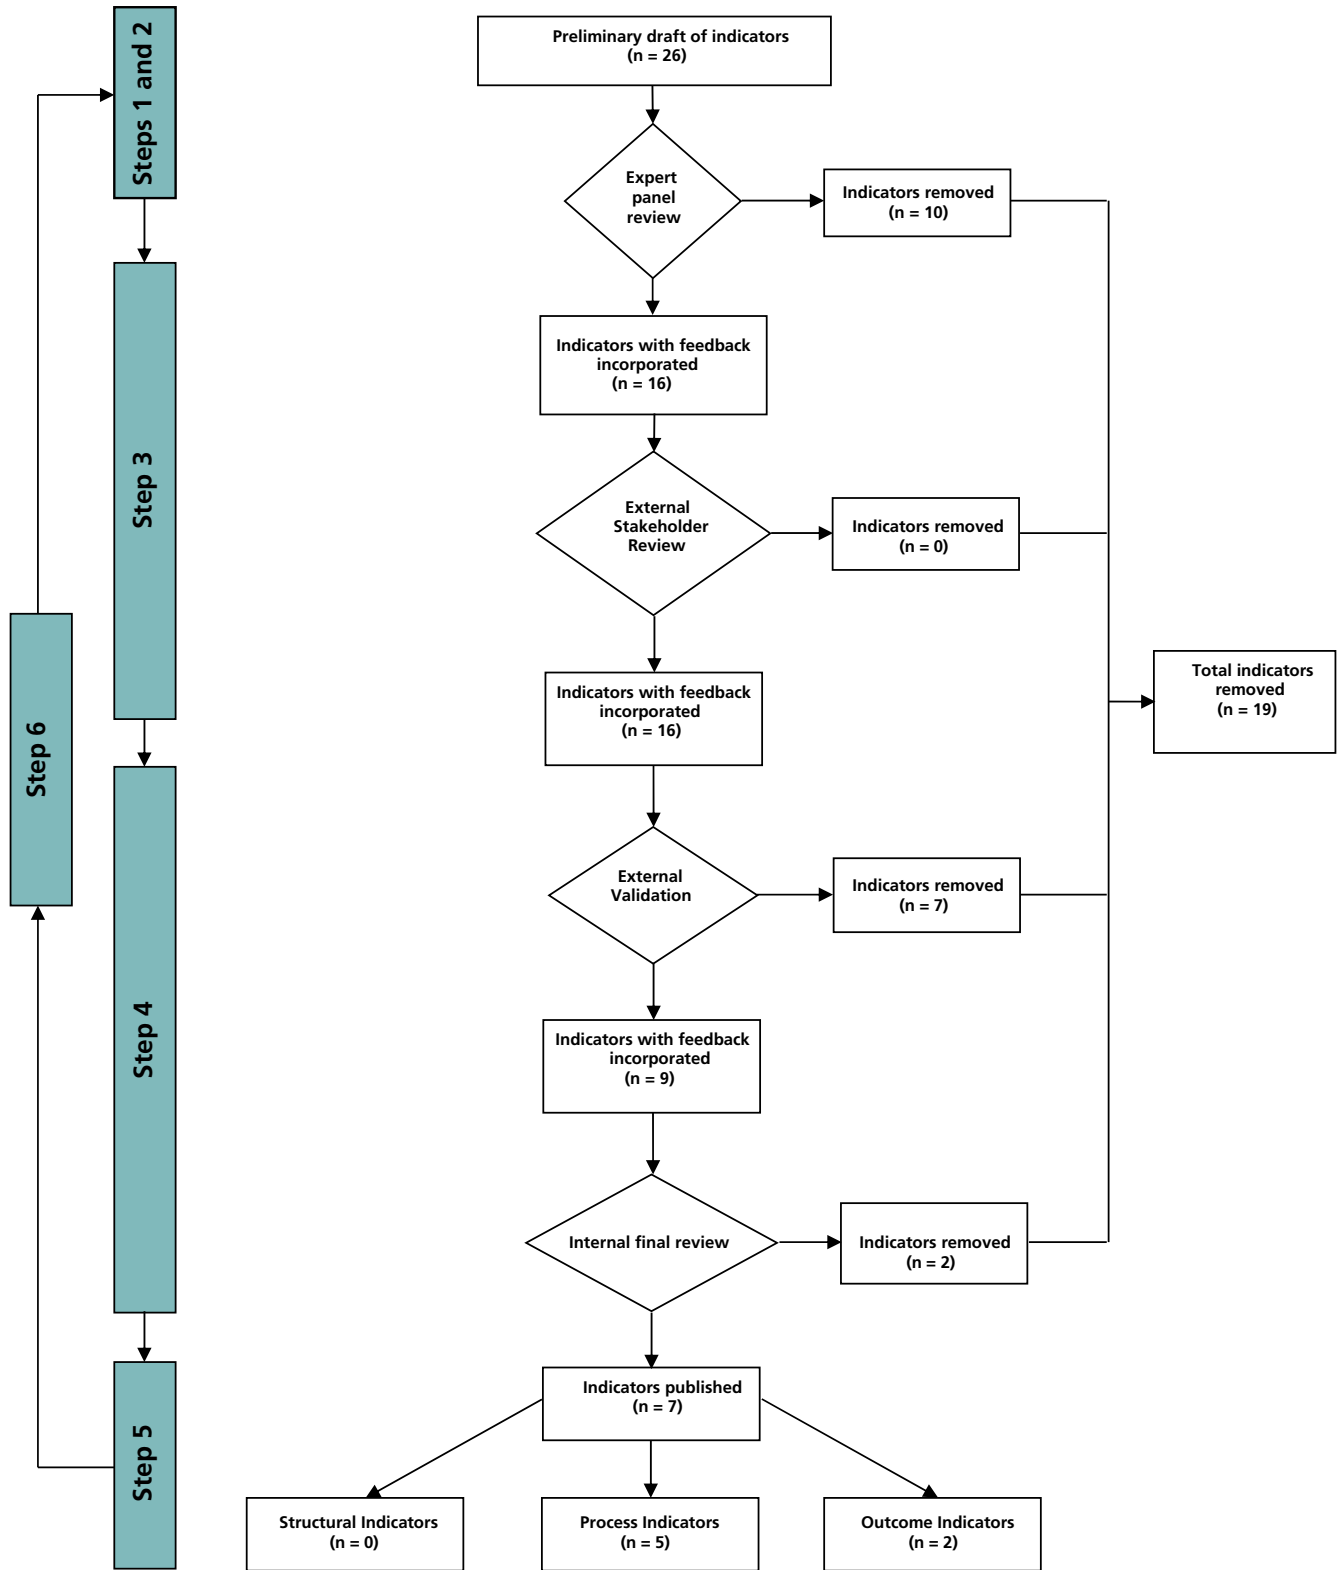 Steps 1 and 2
Step 3
Step 6
Step 4
Step 5
Preliminary draft of indicators
(n = 26)
Expert
panel
review
Indicators removed
(n = 10)
Indicators with feedback
incorporated
(n = 16)
External
Stakeholder
Review
Indicators removed
(n = 0)
Indicators with feedback
incorporated
(n = 16)
Total indicators
removed
(n = 19)
External
Validation
Indicators removed
(n = 7)
Indicators with feedback
incorporated
(n = 9)
Internal final review
Indicators removed
(n = 2)
Indicators published
(n = 7)
Structural Indicators
(n = 0)
Process Indicators
(n = 5)
Outcome Indicators
(n = 2)